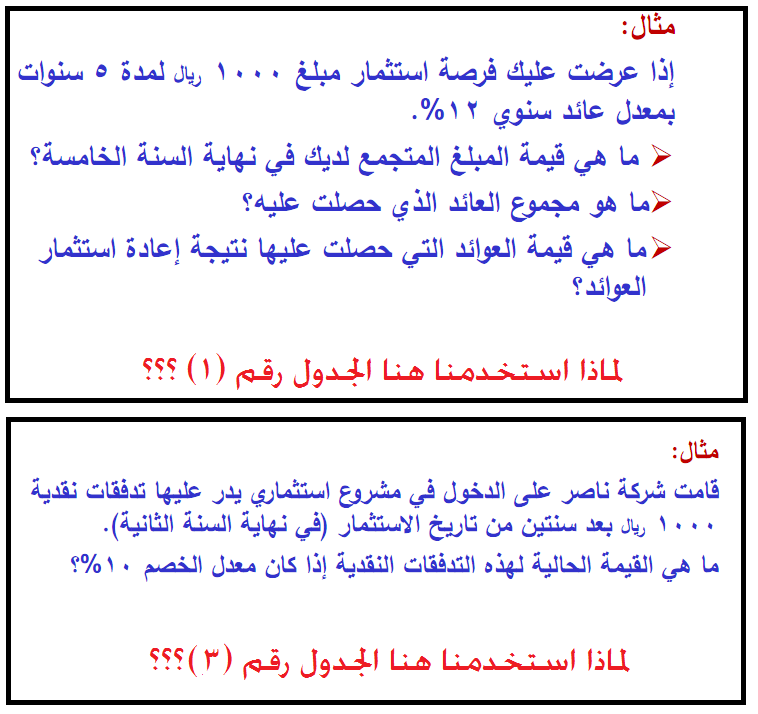 مثال:
إذا عرضت عليك فرصة استثمار مبلغ ١٠٠٠ ريال لمدة ٥ سنوات
بمعدل عائد سنوي ١٢%.
ما هي قيمة المبلغ المتجمع لديك في نهاية السنة الخامسة؟
ما هو مجموع العائد الذي حصلت عليه؟
ما هي قيمة العوائد التي حصلت عليها نتيجة إعادة استثمار
العوائد؟
لماذا استخدمنا هنا الجدول رقم (١) ؟؟؟
مثال:
قامت شركة ناصر على الدخول في مشروع استثماري يدر عليها تدفقات نقدية
١٠٠٠ ريال بعد سنتين من تاريخ الاستثمار (في نهاية السنة الثانية).
ما هي القيمة الحالية لهذه التدفقات النقدية إذا كان معدل الخصم ١٠%؟
لماذا استخدمنا هنا الجدول رقم (٣)؟؟؟